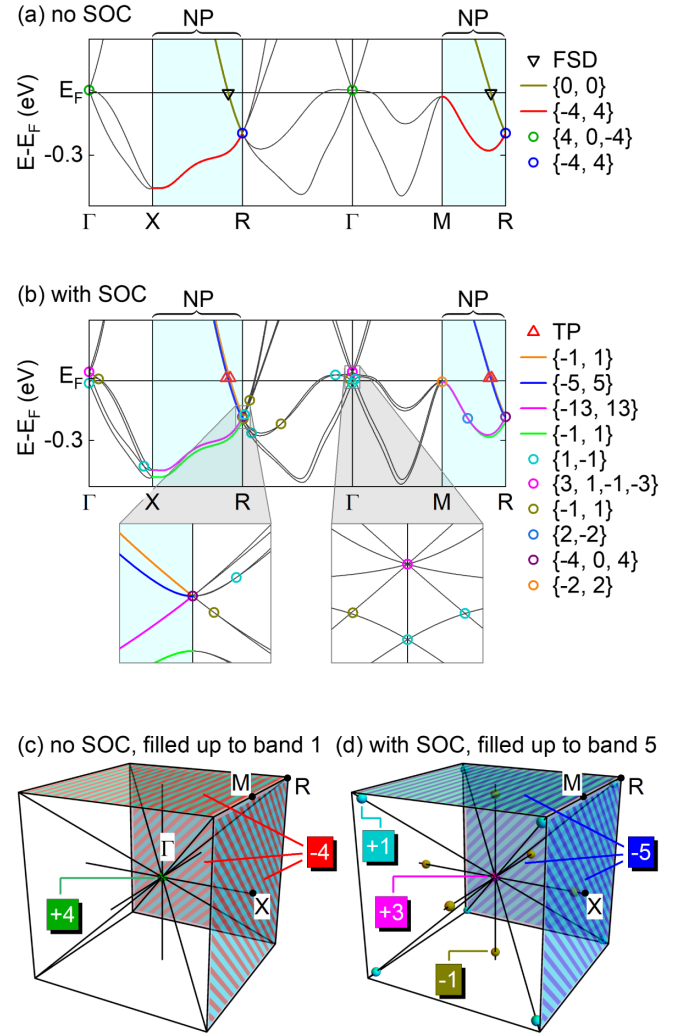 (a) no SOC
NP
NP
E-E_F (eV)
E_F
-0.3
Γ
X
R
Γ
M
R
FSD
{0, 0}
{-4, 4}
{4, 0,-4}
{-4, 4}
(b) with SOC
NP
NP
E-E_F (eV)
E_F
-0.3
Γ
X
R
Γ
M
R
TP
{-1, 1}
{-5, 5}
{-13, 13}
{-1, 1}
{1,-1}
{3, 1,-1,-3}
{-1, 1}
{2,-2}
{-4, 0, 4}
{-2, 2}
(c) no SOC, filled up to band 1
M
R
Γ
-4
X
+4
(d) with SOC, filled up to band 5
M
R
+1
-5
X
+3
-1